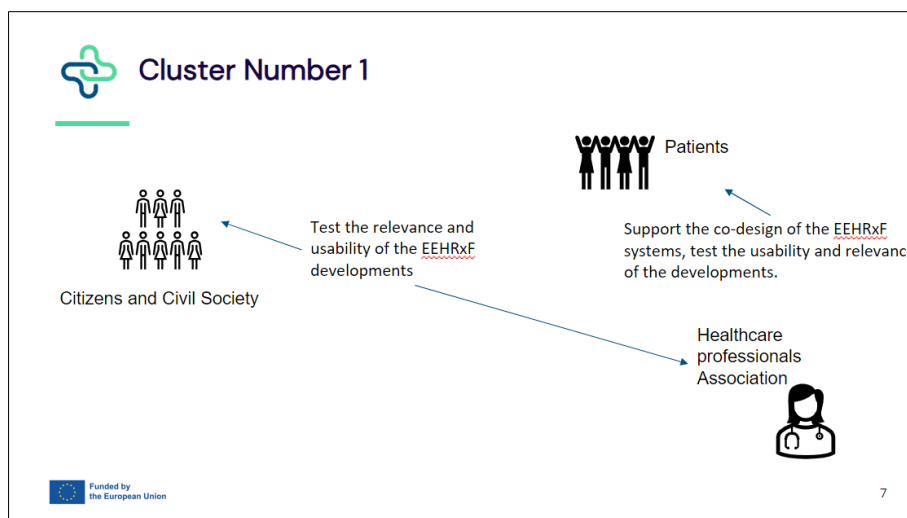 Cluster Number 1
Patients
Test the relevance and
usability of the EEHRxF
developments
Support the co-design of the EEHRxF
systems, test the usability and relevanc
of the developments.
Citizens and Civil Society
Healthcare
professionals
Association
Funded by
the European Union
7